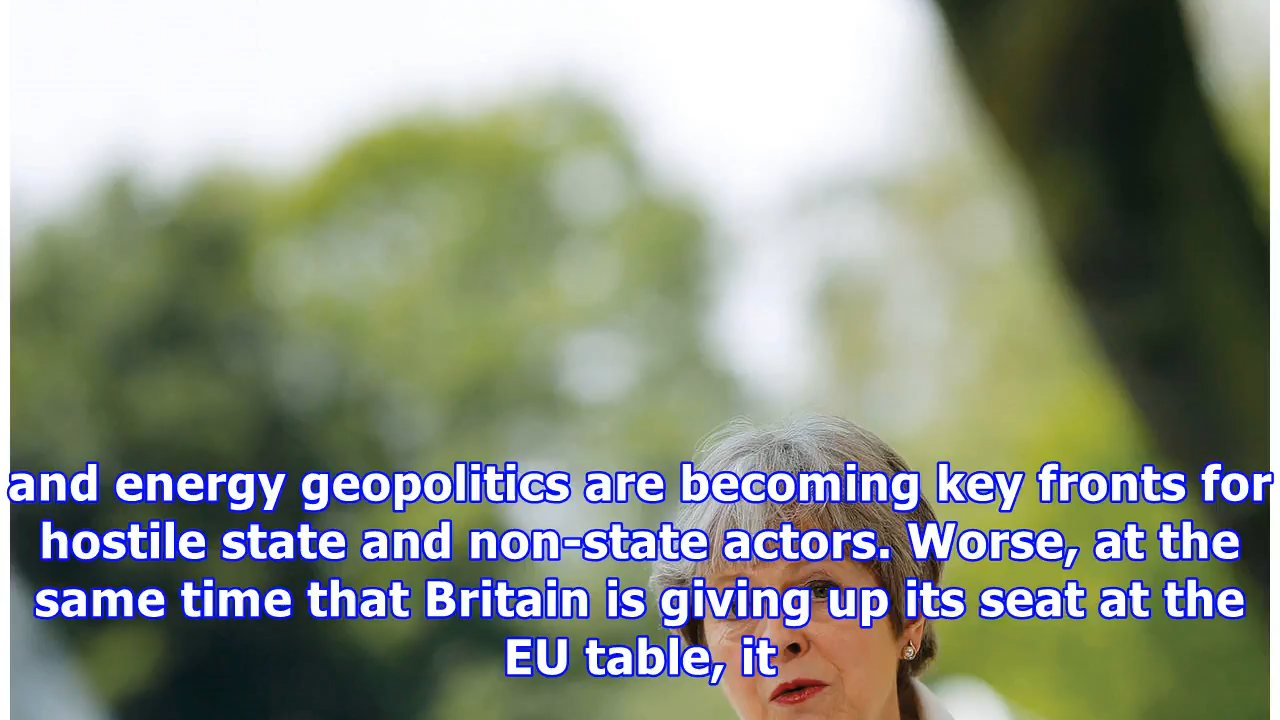 and energy geopolitics are becoming key fronts for
hostile state and non-state actors. Worse, at the
same time that Britain is giving up its seat at the
EU table, it